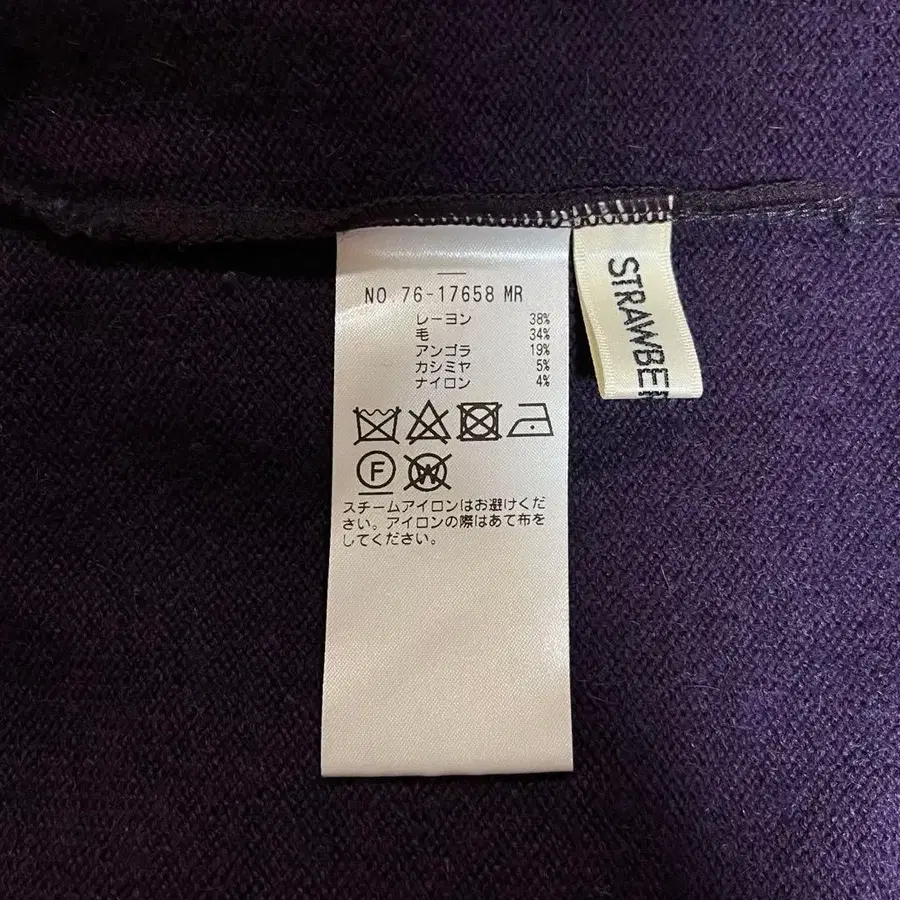 NO.76-17658 MR
レーヨン 38%
毛 34%
アンゴラ 19%
カシミヤ 5%
ナイロン 4%
F
W
スチームアイロンはお避けくだ
さい。アイロンの際はあて布を
してください。
STRAWBE